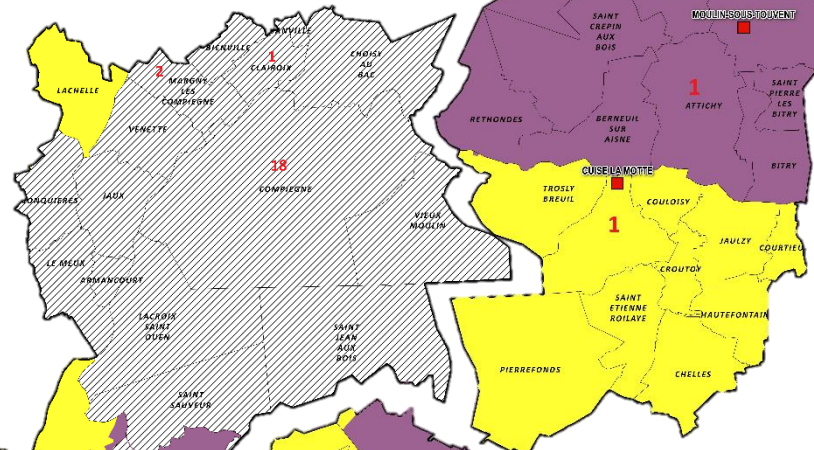 MOULIN-SOUS-TOUVENT
SAINT
CREPIN
AUX
BOIS
BIENVILLE
1
CLAIROIX
CHOISY
AU
BAC
LACHELLE
2
MARGNY
LES
COMPIEGNE
1
ATTICHY
SAINT
PIERRE
LES
BITRY
RETHONDES
BERNEUIL
SUR
AISNE
VENETTE
BITRY
18
COMPIEGNE
CUISE LA MOTTE
TROSLY
BREUIL
COULOISY
JAUX
VIEUX
MOULIN
1
JAULZY
COURTIEU
LE MEUX
ARMANCOURT
CROUTOY
LACROIX
SAINT
OUEN
SAINT
JEAN
AUX
BOIS
SAINT
ETIENNE
ROILAYE
HAUTEFONTAIN
PIERREFONDS
CHELLES
SAINT
SAUVEUR